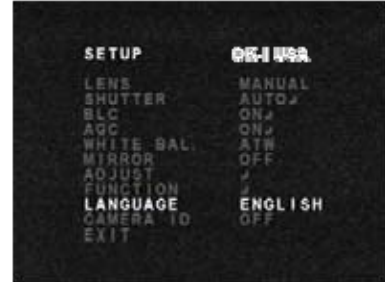 SETUP
LENS MANUAL
SHUTTER AUTO↲
BLC ON↲
AGC ON↲
WHITE BAL. ATW
MIRROR OFF
ADJUST ↲
FUNCTION ↲
LANGUAGE ENGLISH
CAMERA ID OFF
EXIT